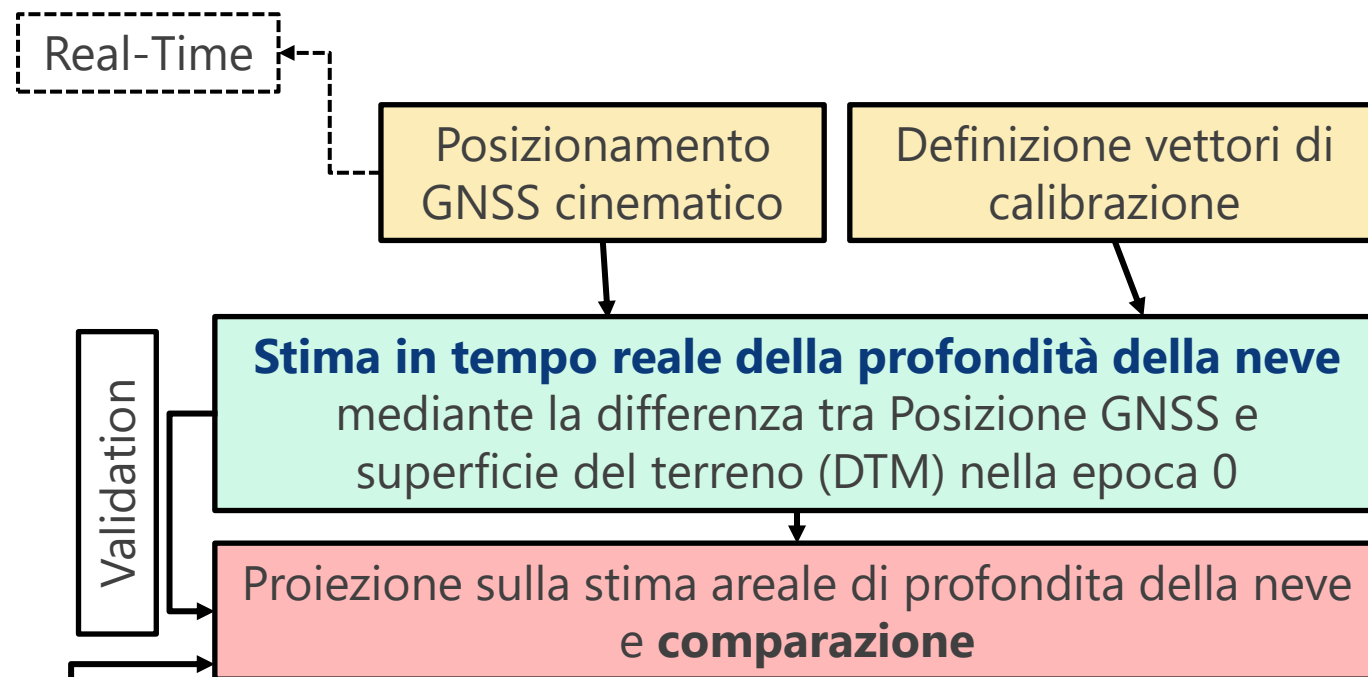 Real-Time
Posizionamento
GNSS cinematico
Definizione vettori di
calibrazione
Validation
Stima in tempo reale della profondità della neve
mediante la differenza tra Posizione GNSS e
superficie del terreno (DTM) nella epoca 0
Proiezione sulla stima areale di profondita della neve
e comparazione